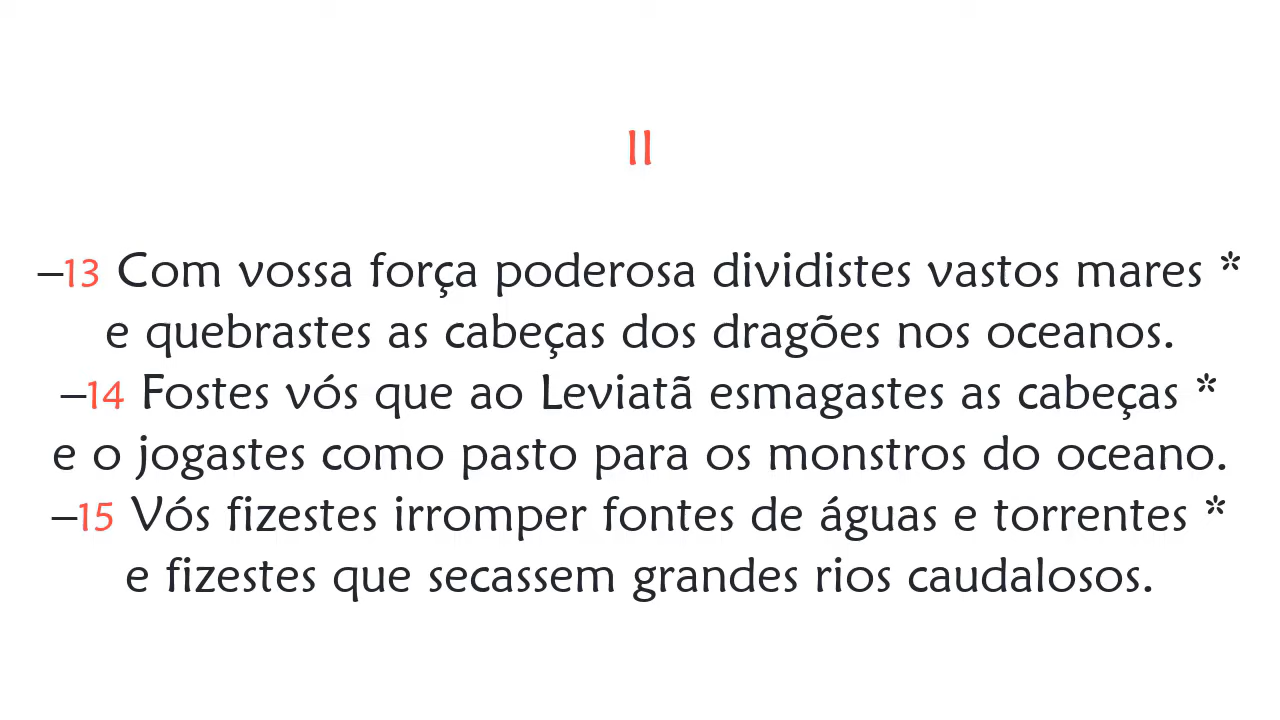 II
–13 Com vossa força poderosa dividistes vastos mares *
e quebrastes as cabeças dos dragões nos oceanos.
–14 Fostes vós que ao Leviatã esmagastes as cabeças *
e o jogastes como pasto para os monstros do oceano.
–15 Vós fizestes irromper fontes de águas e torrentes *
e fizestes que secassem grandes rios caudalosos.